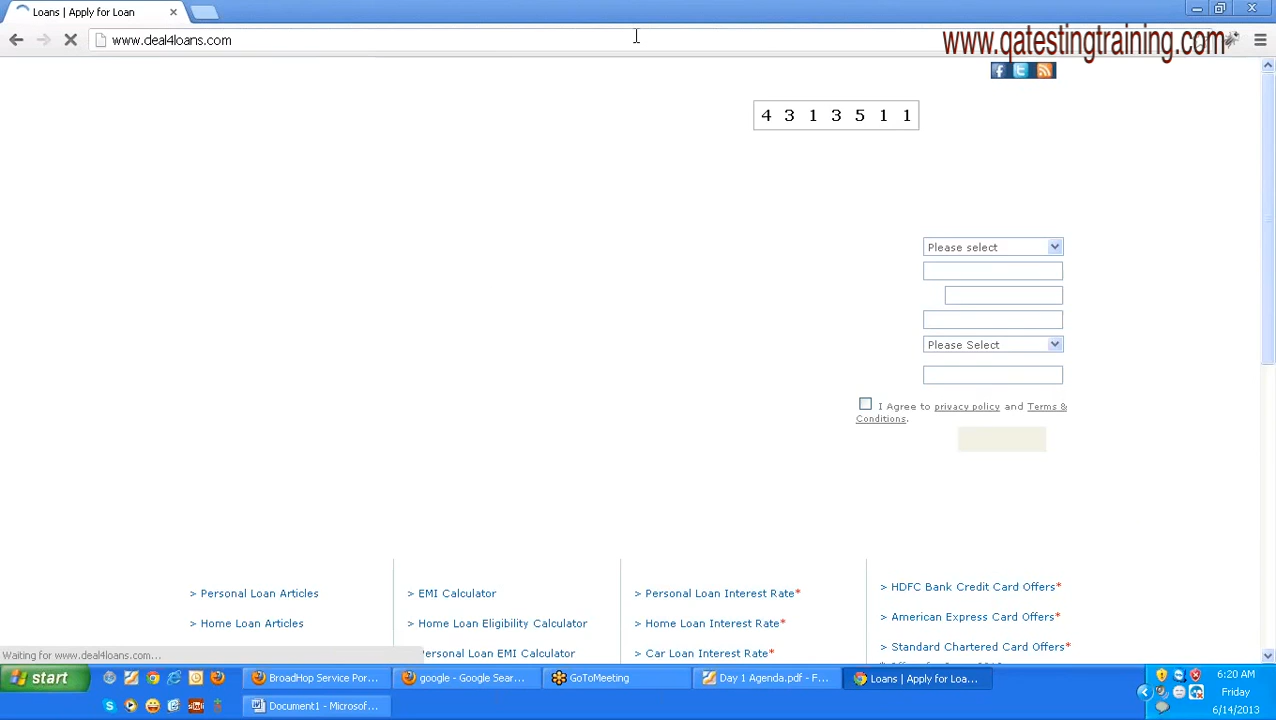 Loans | Apply for Loan
www.deal4loans.com
www.qatestingtraining.com
4 3 1 3 5 1 1
Please select
Please Select
I Agree to privacy policy and Terms &
Conditions.
> Personal Loan Articles
> EMI Calculator
> Personal Loan Interest Rate*
> HDFC Bank Credit Card Offers*
> Home Loan Articles
> Home Loan Eligibility Calculator
> Home Loan Interest Rate*
> American Express Card Offers*
Personal Loan EMI Calculator
> Car Loan Interest Rate*
> Standard Chartered Card Offers*
Waiting for www.deal4loans.com...
start
BroadHop Service Por...
google - Google Sear...
GoToMeeting
Day 1 Agenda.pdf - F...
Loans | Apply for Loa...
Document1 - Microsof...
6:20 AM
Friday
6/14/2013